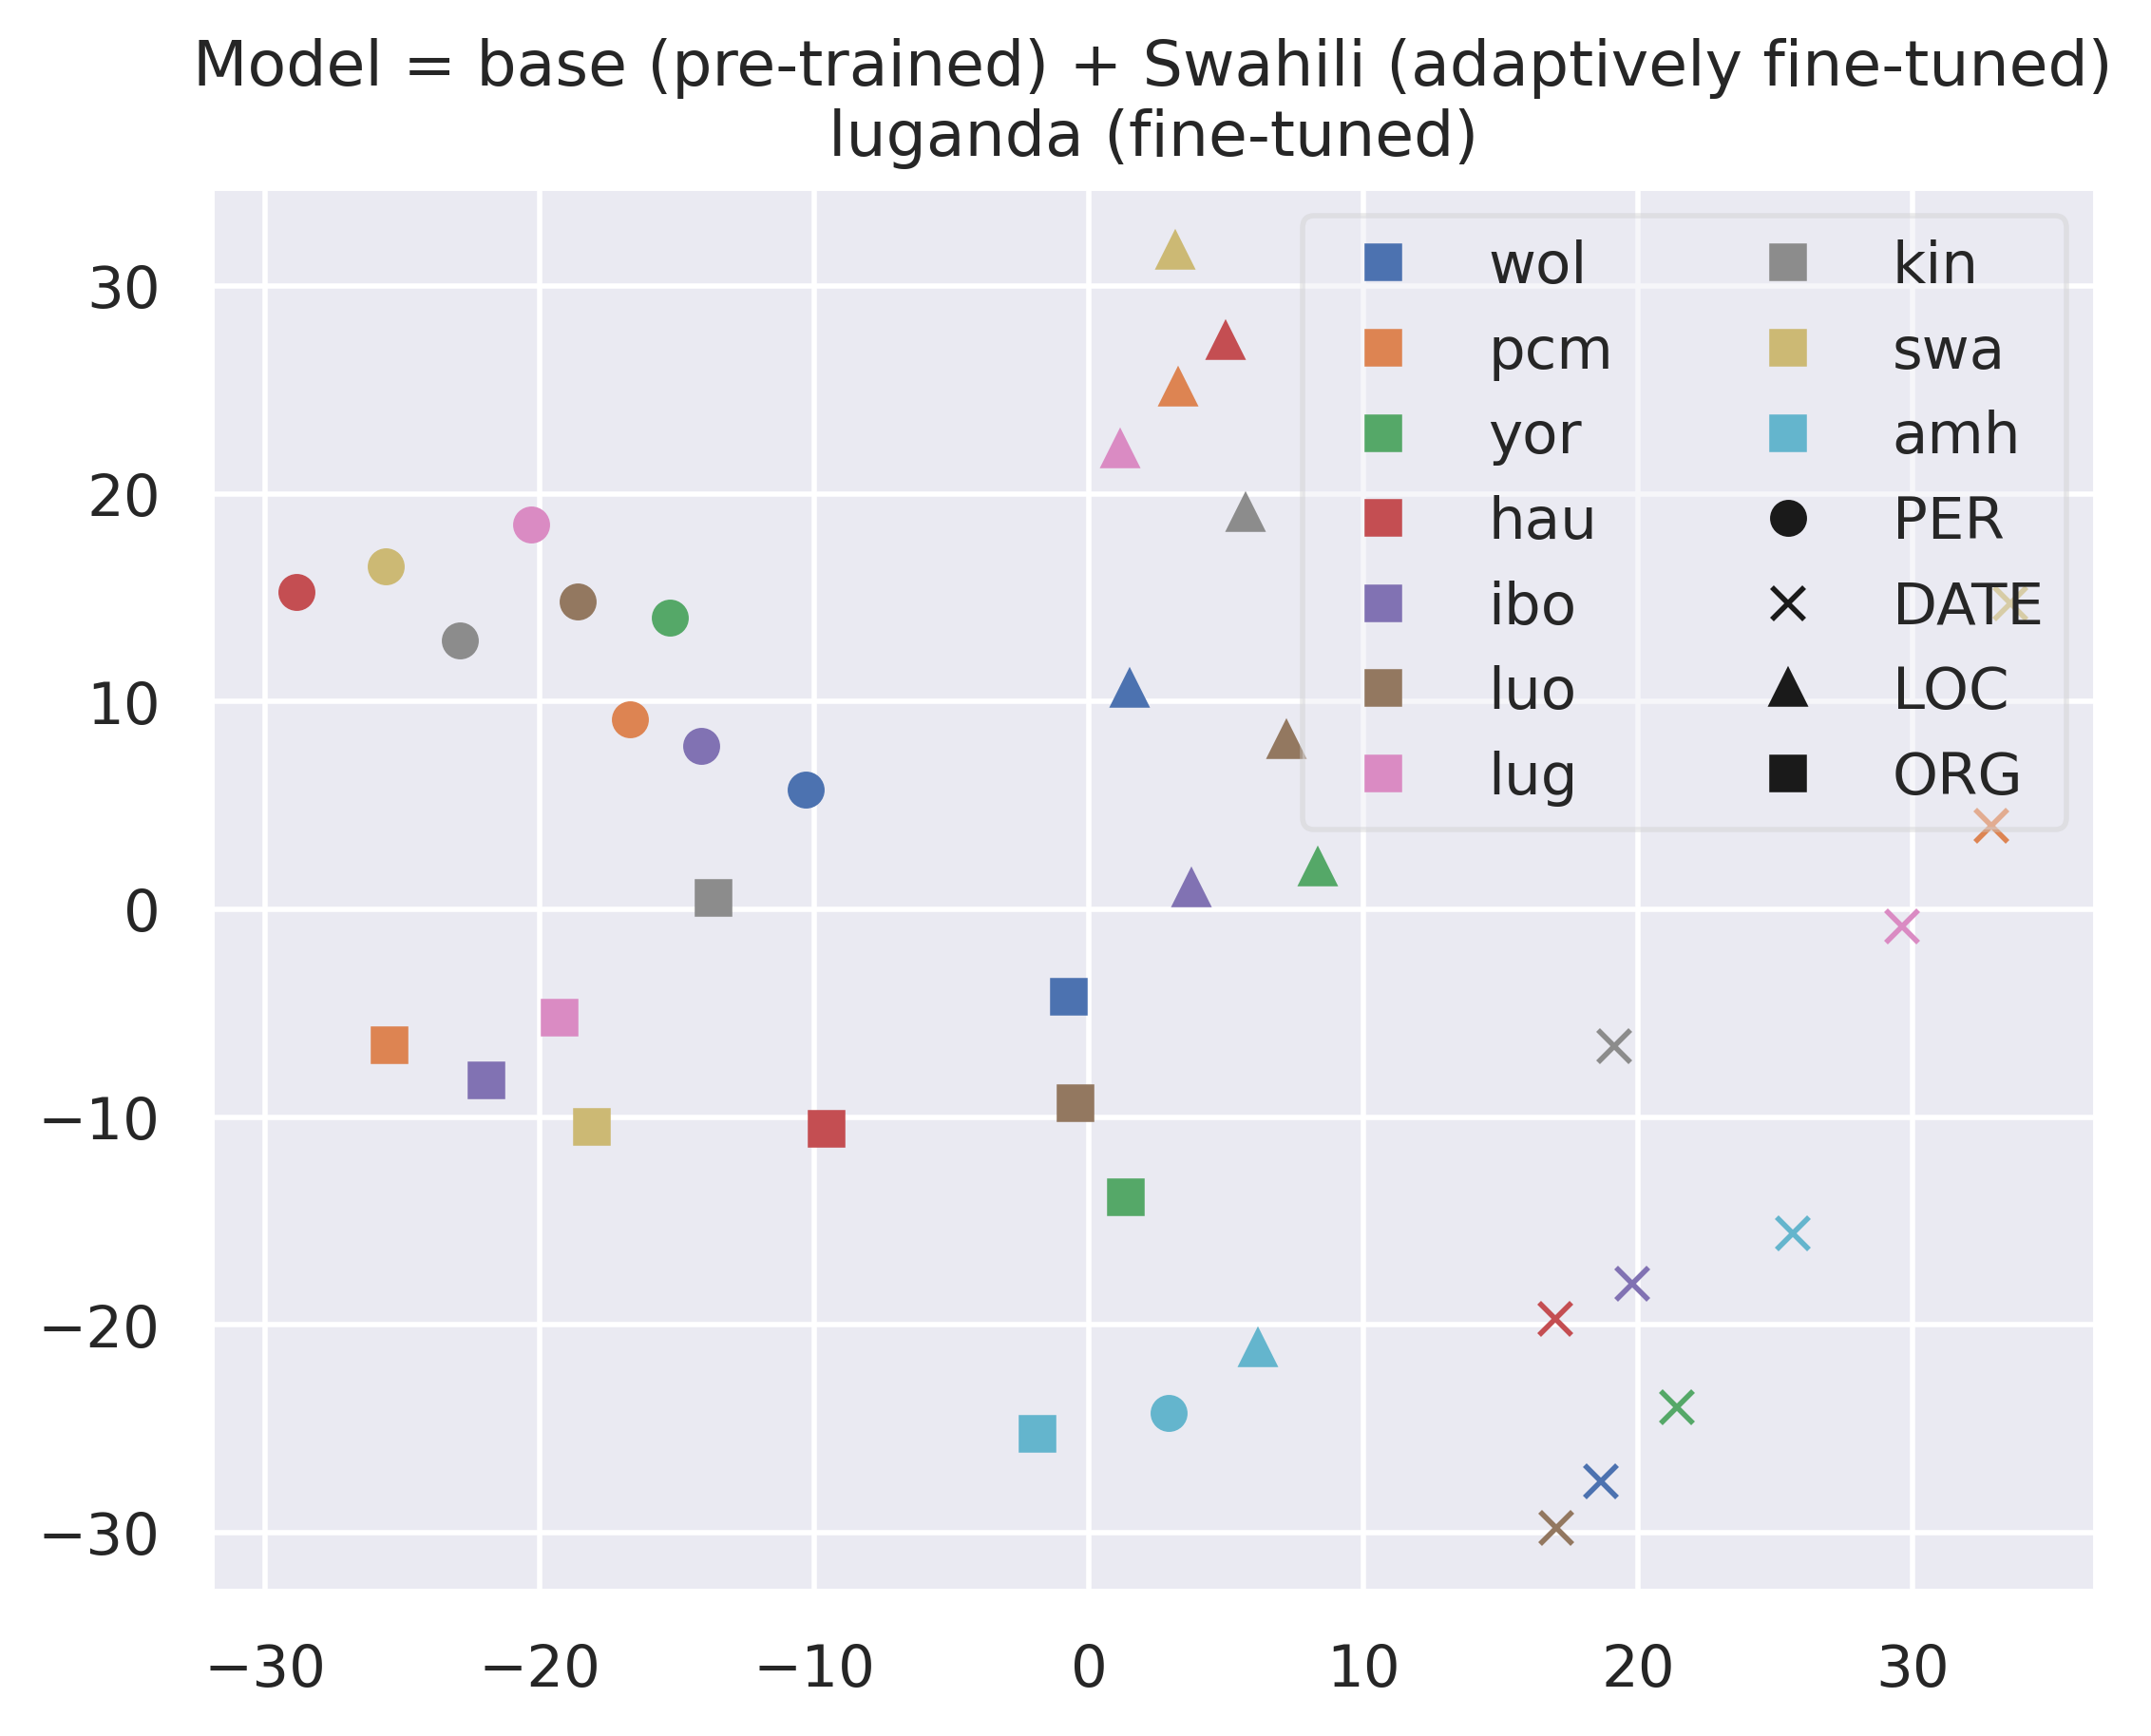 Model = base (pre-trained) + Swahili (adaptively fine-tuned)
luganda (fine-tuned)
30
20
10
0
−10
−20
−30
−30
−20
−10
0
10
20
30
wol
pcm
yor
hau
ibo
luo
lug
kin
swa
amh
PER
DATE
LOC
ORG